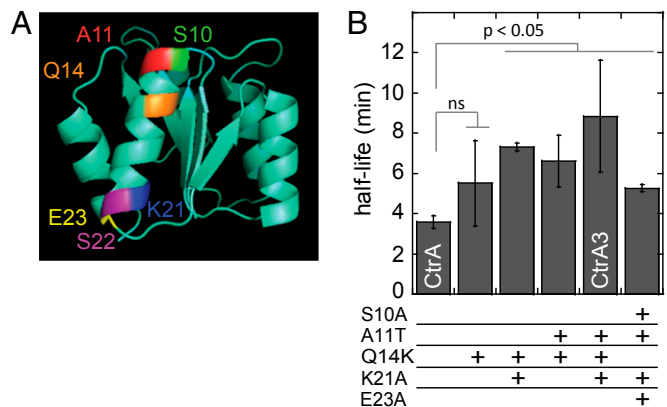 A
A11
S10
Q14
E23
S22
K21
B
p < 0.05
ns
half-life (min)
12
10
8
6
4
2
0
CtrA
CtrA3
S10A +
A11T + + +
Q14K + + + +
K21A + + +
E23A +